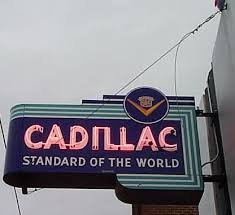 CADILLAC
STANDARD OF THE WORLD